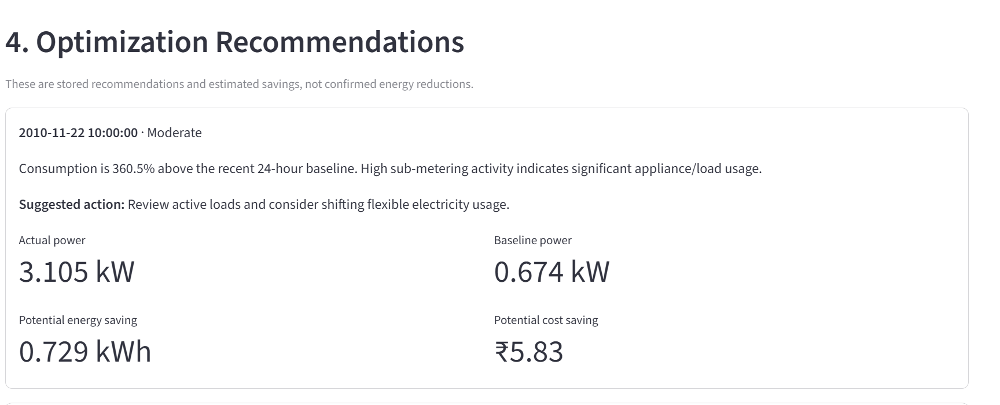 4. Optimization Recommendations
These are stored recommendations and estimated savings, not confirmed energy reductions.
2010-11-22 10:00:00 · Moderate
Consumption is 360.5% above the recent 24-hour baseline. High sub-metering activity indicates significant appliance/load usage.
Suggested action: Review active loads and consider shifting flexible electricity usage.
Actual power
Baseline power
3.105 kW
0.674 kW
Potential energy saving
Potential cost saving
0.729 kWh
₹5.83